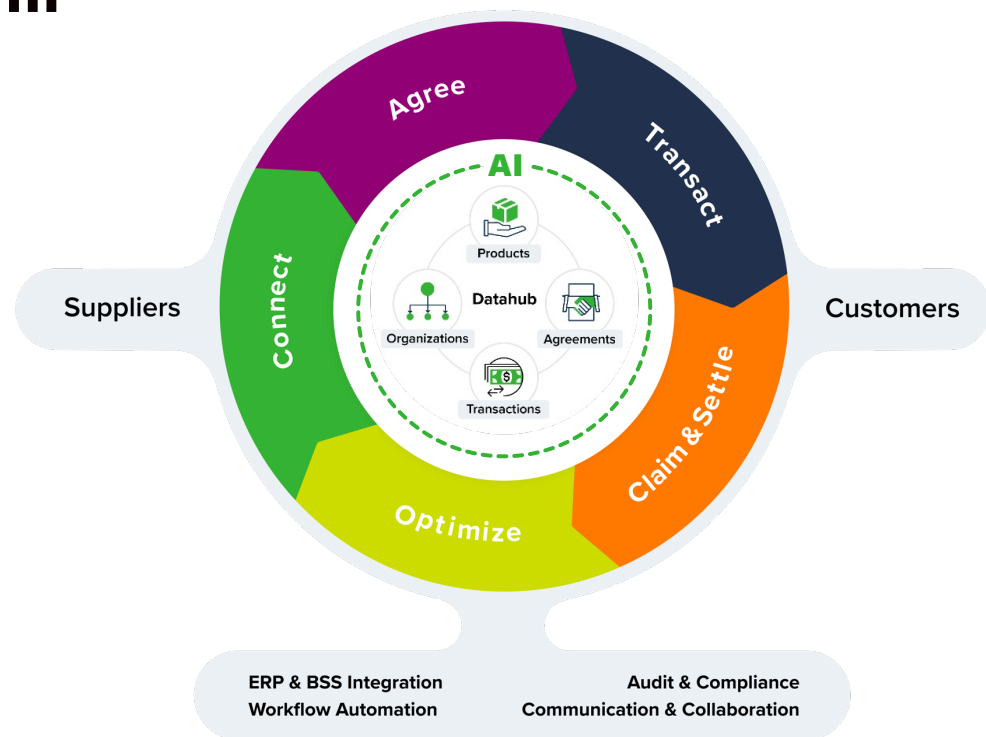 Agree
Transact
AI
Products
Connect
Datahub
Suppliers
Customers
Organizations
Agreements
Transactions
Claim & Settle
Optimize
ERP & BSS Integration
Workflow Automation
Audit & Compliance
Communication & Collaboration